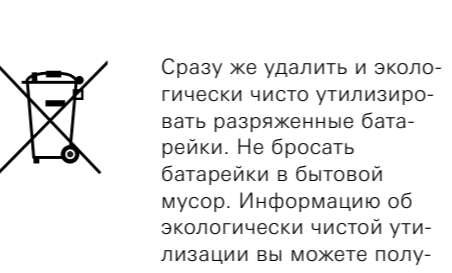 Сразу же удалить и эколо-
гически чисто утилизиро-
вать разряженные бата-
рейки. Не бросать
батарейки в бытовой
мусор. Информацию об
экологически чистой ути-
лизации вы можете полу-